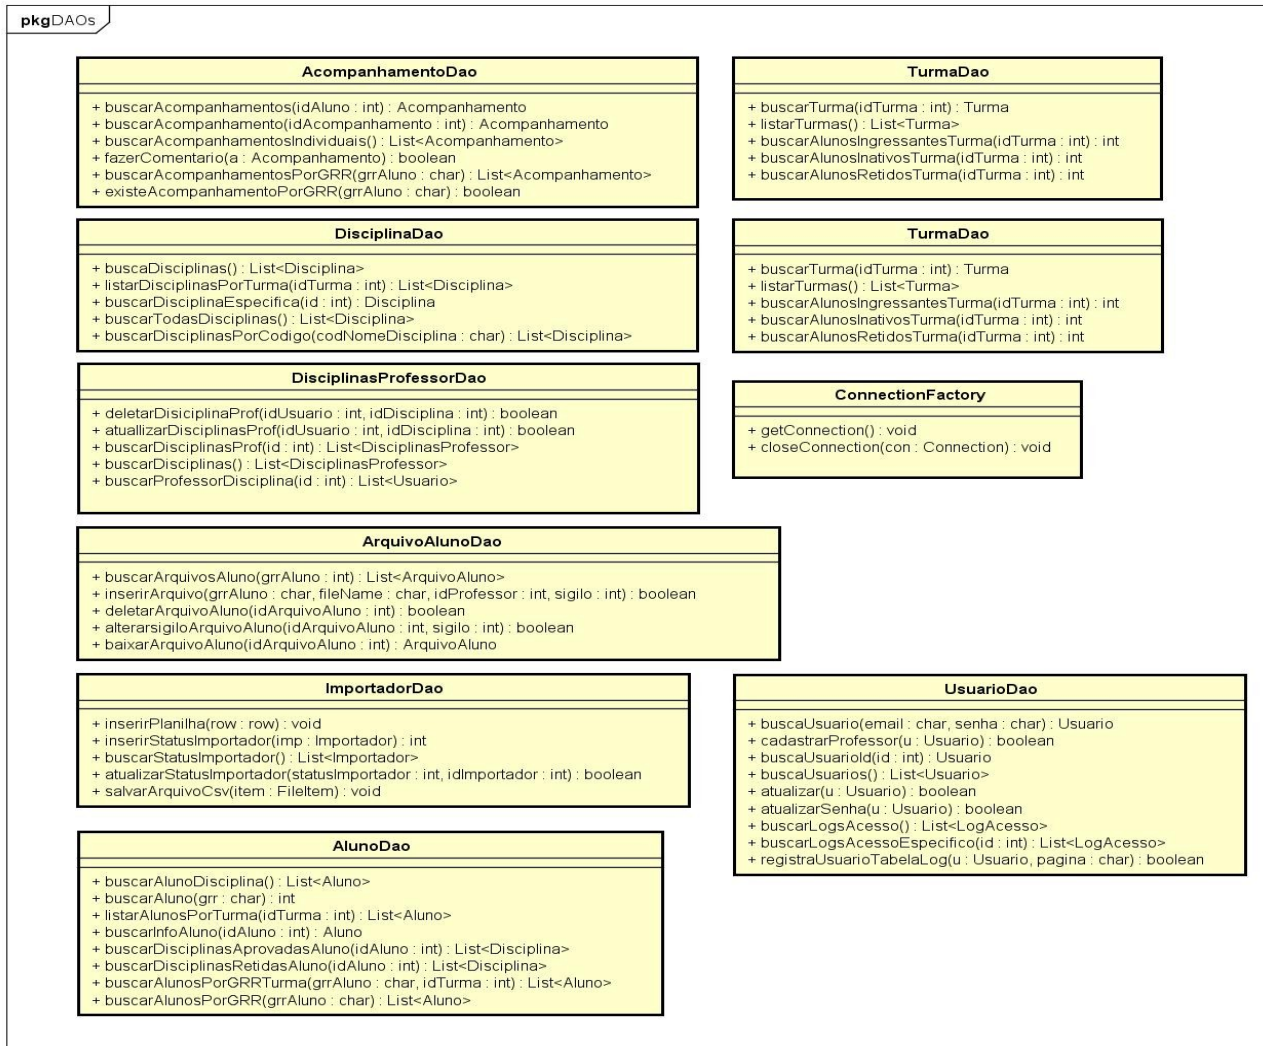 pkgDAOs
AcompanhamentoDao
+ buscarAcompanhamentos(idAluno : int) : Acompanhamento
+ buscarAcompanhamento(idAcompanhamento : int) : Acompanhamento
+ buscarAcompanhamentosIndividuais() : List<Acompanhamento>
+ fazerComentario(a : Acompanhamento) : boolean
+ buscarAcompanhamentosPorGRR(grrAluno : char) : List<Acompanhamento>
+ existeAcompanhamentoPorGRR(grrAluno : char) : boolean
TurmaDao
+ buscarTurma(idTurma : int) : Turma
+ listarTurmas() : List<Turma>
+ buscarAlunosIngressantesTurma(idTurma : int) : int
+ buscarAlunosInativosTurma(idTurma : int) : int
+ buscarAlunosRetidosTurma(idTurma : int) : int
DisciplinaDao
+ buscaDisciplinas() : List<Disciplina>
+ listarDisciplinasPorTurma(idTurma : int) : List<Disciplina>
+ buscarDisciplinaEspecifica(id : int) : Disciplina
+ buscarTodasDisciplinas() : List<Disciplina>
+ buscarDisciplinasPorCodigo(codNomeDisciplina : char) : List<Disciplina>
TurmaDao
+ buscarTurma(idTurma : int) : Turma
+ listarTurmas() : List<Turma>
+ buscarAlunosIngressantesTurma(idTurma : int) : int
+ buscarAlunosInativosTurma(idTurma : int) : int
+ buscarAlunosRetidosTurma(idTurma : int) : int
DisciplinasProfessorDao
+ deletarDisiciplinaProf(idUsuario : int, idDisciplina : int) : boolean
+ atuallizarDisciplinasProf(idUsuario : int, idDisciplina : int) : boolean
+ buscarDisciplinasProf(id : int) : List<DisciplinasProfessor>
+ buscarDisciplinas() : List<DisciplinasProfessor>
+ buscarProfessorDisciplina(id : int) : List<Usuario>
ConnectionFactory
+ getConnection() : void
+ closeConnection(con : Connection) : void
ArquivoAlunoDao
+ buscarArquivosAluno(grrAluno : int) : List<ArquivoAluno>
+ inserirArquivo(grrAluno : char, fileName : char, idProfessor : int, sigilo : int) : boolean
+ deletarArquivoAluno(idArquivoAluno : int) : boolean
+ alterarsigiloArquivoAluno(idArquivoAluno : int, sigilo : int) : boolean
+ baixarArquivoAluno(idArquivoAluno : int) : ArquivoAluno
ImportadorDao
+ inserirPlanilha(row : row) : void
+ inserirStatusImportador(imp : Importador) : int
+ buscarStatusImportador() : List<Importador>
+ atualizarStatusImportador(statusImportador : int, idImportador : int) : boolean
+ salvarArquivoCsv(item : FileItem) : void
UsuarioDao
+ buscaUsuario(email : char, senha : char) : Usuario
+ cadastrarProfessor(u : Usuario) : boolean
+ buscaUsuarioId(id : int) : Usuario
+ buscaUsuarios() : List<Usuario>
+ atualizar(u : Usuario) : boolean
+ atualizarSenha(u : Usuario) : boolean
+ buscarLogsAcesso() : List<LogAcesso>
+ buscarLogsAcessoEspecifico(id : int) : List<LogAcesso>
+ registraUsuarioTabelaLog(u : Usuario, pagina : char) : boolean
AlunoDao
+ buscarAlunoDisciplina() : List<Aluno>
+ buscarAluno(grr : char) : int
+ listarAlunosPorTurma(idTurma : int) : List<Aluno>
+ buscarInfoAluno(idAluno : int) : Aluno
+ buscarDisciplinasAprovadasAluno(idAluno : int) : List<Disciplina>
+ buscarDisciplinasRetidasAluno(idAluno : int) : List<Disciplina>
+ buscarAlunosPorGRRTurma(grrAluno : char, idTurma : int) : List<Aluno>
+ buscarAlunosPorGRR(grrAluno : char) : List<Aluno>